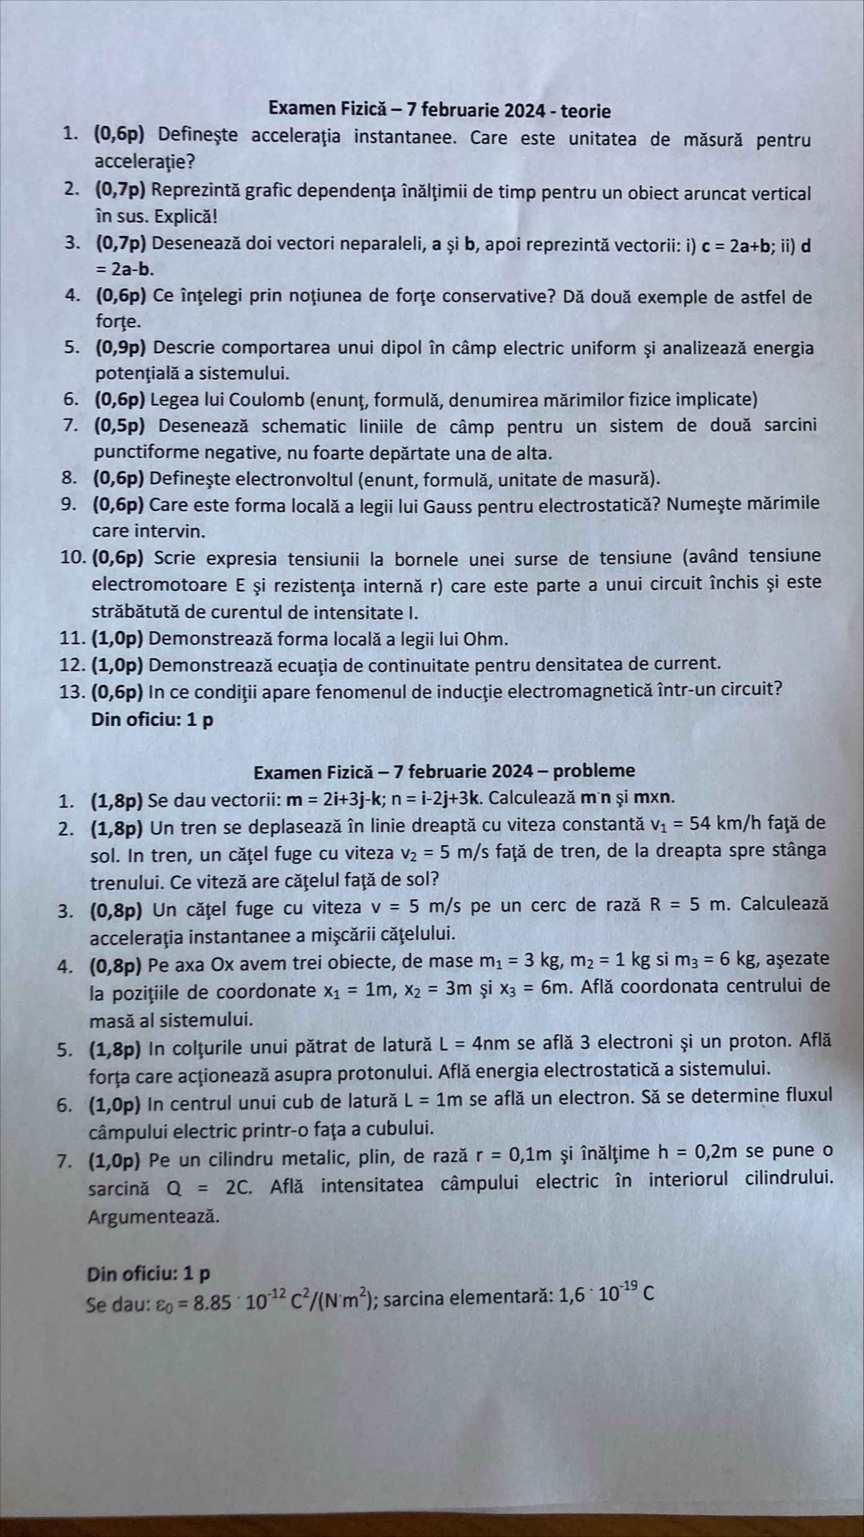 Examen Fizică – 7 februarie 2024 - teorie
1. (0,6p) Defineşte acceleraţia instantanee. Care este unitatea de măsură pentru
acceleraţie?
2. (0,7p) Reprezintă grafic dependenţa înălţimii de timp pentru un obiect aruncat vertical
în sus. Explică!
3. (0,7p) Desenează doi vectori neparaleli, a şi b, apoi reprezintă vectorii: i) c = 2a+b; ii) d
= 2a-b.
4. (0,6p) Ce înţelegi prin noţiunea de forţe conservative? Dă două exemple de astfel de
forţe.
5. (0,9p) Descrie comportarea unui dipol în câmp electric uniform şi analizează energia
potenţială a sistemului.
6. (0,6p) Legea lui Coulomb (enunţ, formulă, denumirea mărimilor fizice implicate)
7. (0,5p) Desenează schematic liniile de câmp pentru un sistem de două sarcini
punctiforme negative, nu foarte depărtate una de alta.
8. (0,6p) Defineşte electronvoltul (enunt, formulă, unitate de masură).
9. (0,6p) Care este forma locală a legii lui Gauss pentru electrostatică? Numeşte mărimile
care intervin.
10. (0,6p) Scrie expresia tensiunii la bornele unei surse de tensiune (având tensiune
electromotoare E şi rezistenţa internă r) care este parte a unui circuit închis şi este
străbătută de curentul de intensitate I.
11. (1,0p) Demonstrează forma locală a legii lui Ohm.
12. (1,0p) Demonstrează ecuaţia de continuitate pentru densitatea de current.
13. (0,6p) In ce condiţii apare fenomenul de inducţie electromagnetică într-un circuit?
Din oficiu: 1 p
Examen Fizică – 7 februarie 2024 – probleme
1. (1,8p) Se dau vectorii: m = 2i+3j-k; n = i-2j+3k. Calculează m·n şi mxn.
2. (1,8p) Un tren se deplasează în linie dreaptă cu viteza constantă v₁ = 54 km/h faţă de
sol. In tren, un căţel fuge cu viteza v₂ = 5 m/s faţă de tren, de la dreapta spre stânga
trenului. Ce viteză are căţelul faţă de sol?
3. (0,8p) Un căţel fuge cu viteza v = 5 m/s pe un cerc de rază R = 5 m. Calculează
acceleraţia instantanee a mişcării căţelului.
4. (0,8p) Pe axa Ox avem trei obiecte, de mase m₁ = 3 kg, m₂ = 1 kg si m₃ = 6 kg, aşezate
la poziţiile de coordonate x₁ = 1m, x₂ = 3m şi x₃ = 6m. Află coordonata centrului de
masă al sistemului.
5. (1,8p) In colţurile unui pătrat de latură L = 4nm se află 3 electroni şi un proton. Află
forţa care acţionează asupra protonului. Află energia electrostatică a sistemului.
6. (1,0p) In centrul unui cub de latură L = 1m se află un electron. Să se determine fluxul
câmpului electric printr-o faţa a cubului.
7. (1,0p) Pe un cilindru metalic, plin, de rază r = 0,1m şi înălţime h = 0,2m se pune o
sarcină Q = 2C. Află intensitatea câmpului electric în interiorul cilindrului.
Argumentează.
Din oficiu: 1 p
Se dau: ε₀ = 8.85 · 10⁻¹² C²/(N·m²); sarcina elementară: 1,6 · 10⁻¹⁹ C